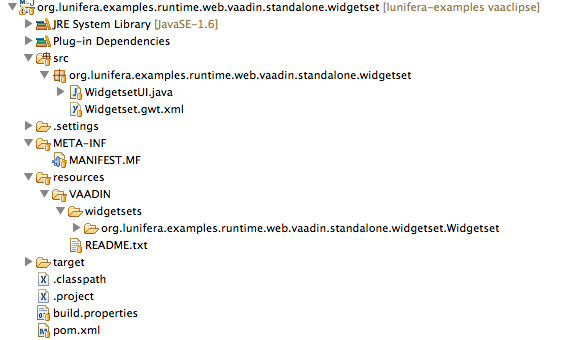 org.lunifera.examples.runtime.web.vaadin.standalone.widgetset [lunifera-examples vaaclipse]
JRE System Library [JavaSE-1.6]
Plug-in Dependencies
src
org.lunifera.examples.runtime.web.vaadin.standalone.widgetset
WidgetsetUI.java
Widgetset.gwt.xml
.settings
META-INF
MANIFEST.MF
resources
VAADIN
widgetsets
org.lunifera.examples.runtime.web.vaadin.standalone.widgetset.Widgetset
README.txt
target
.classpath
.project
build.properties
pom.xml